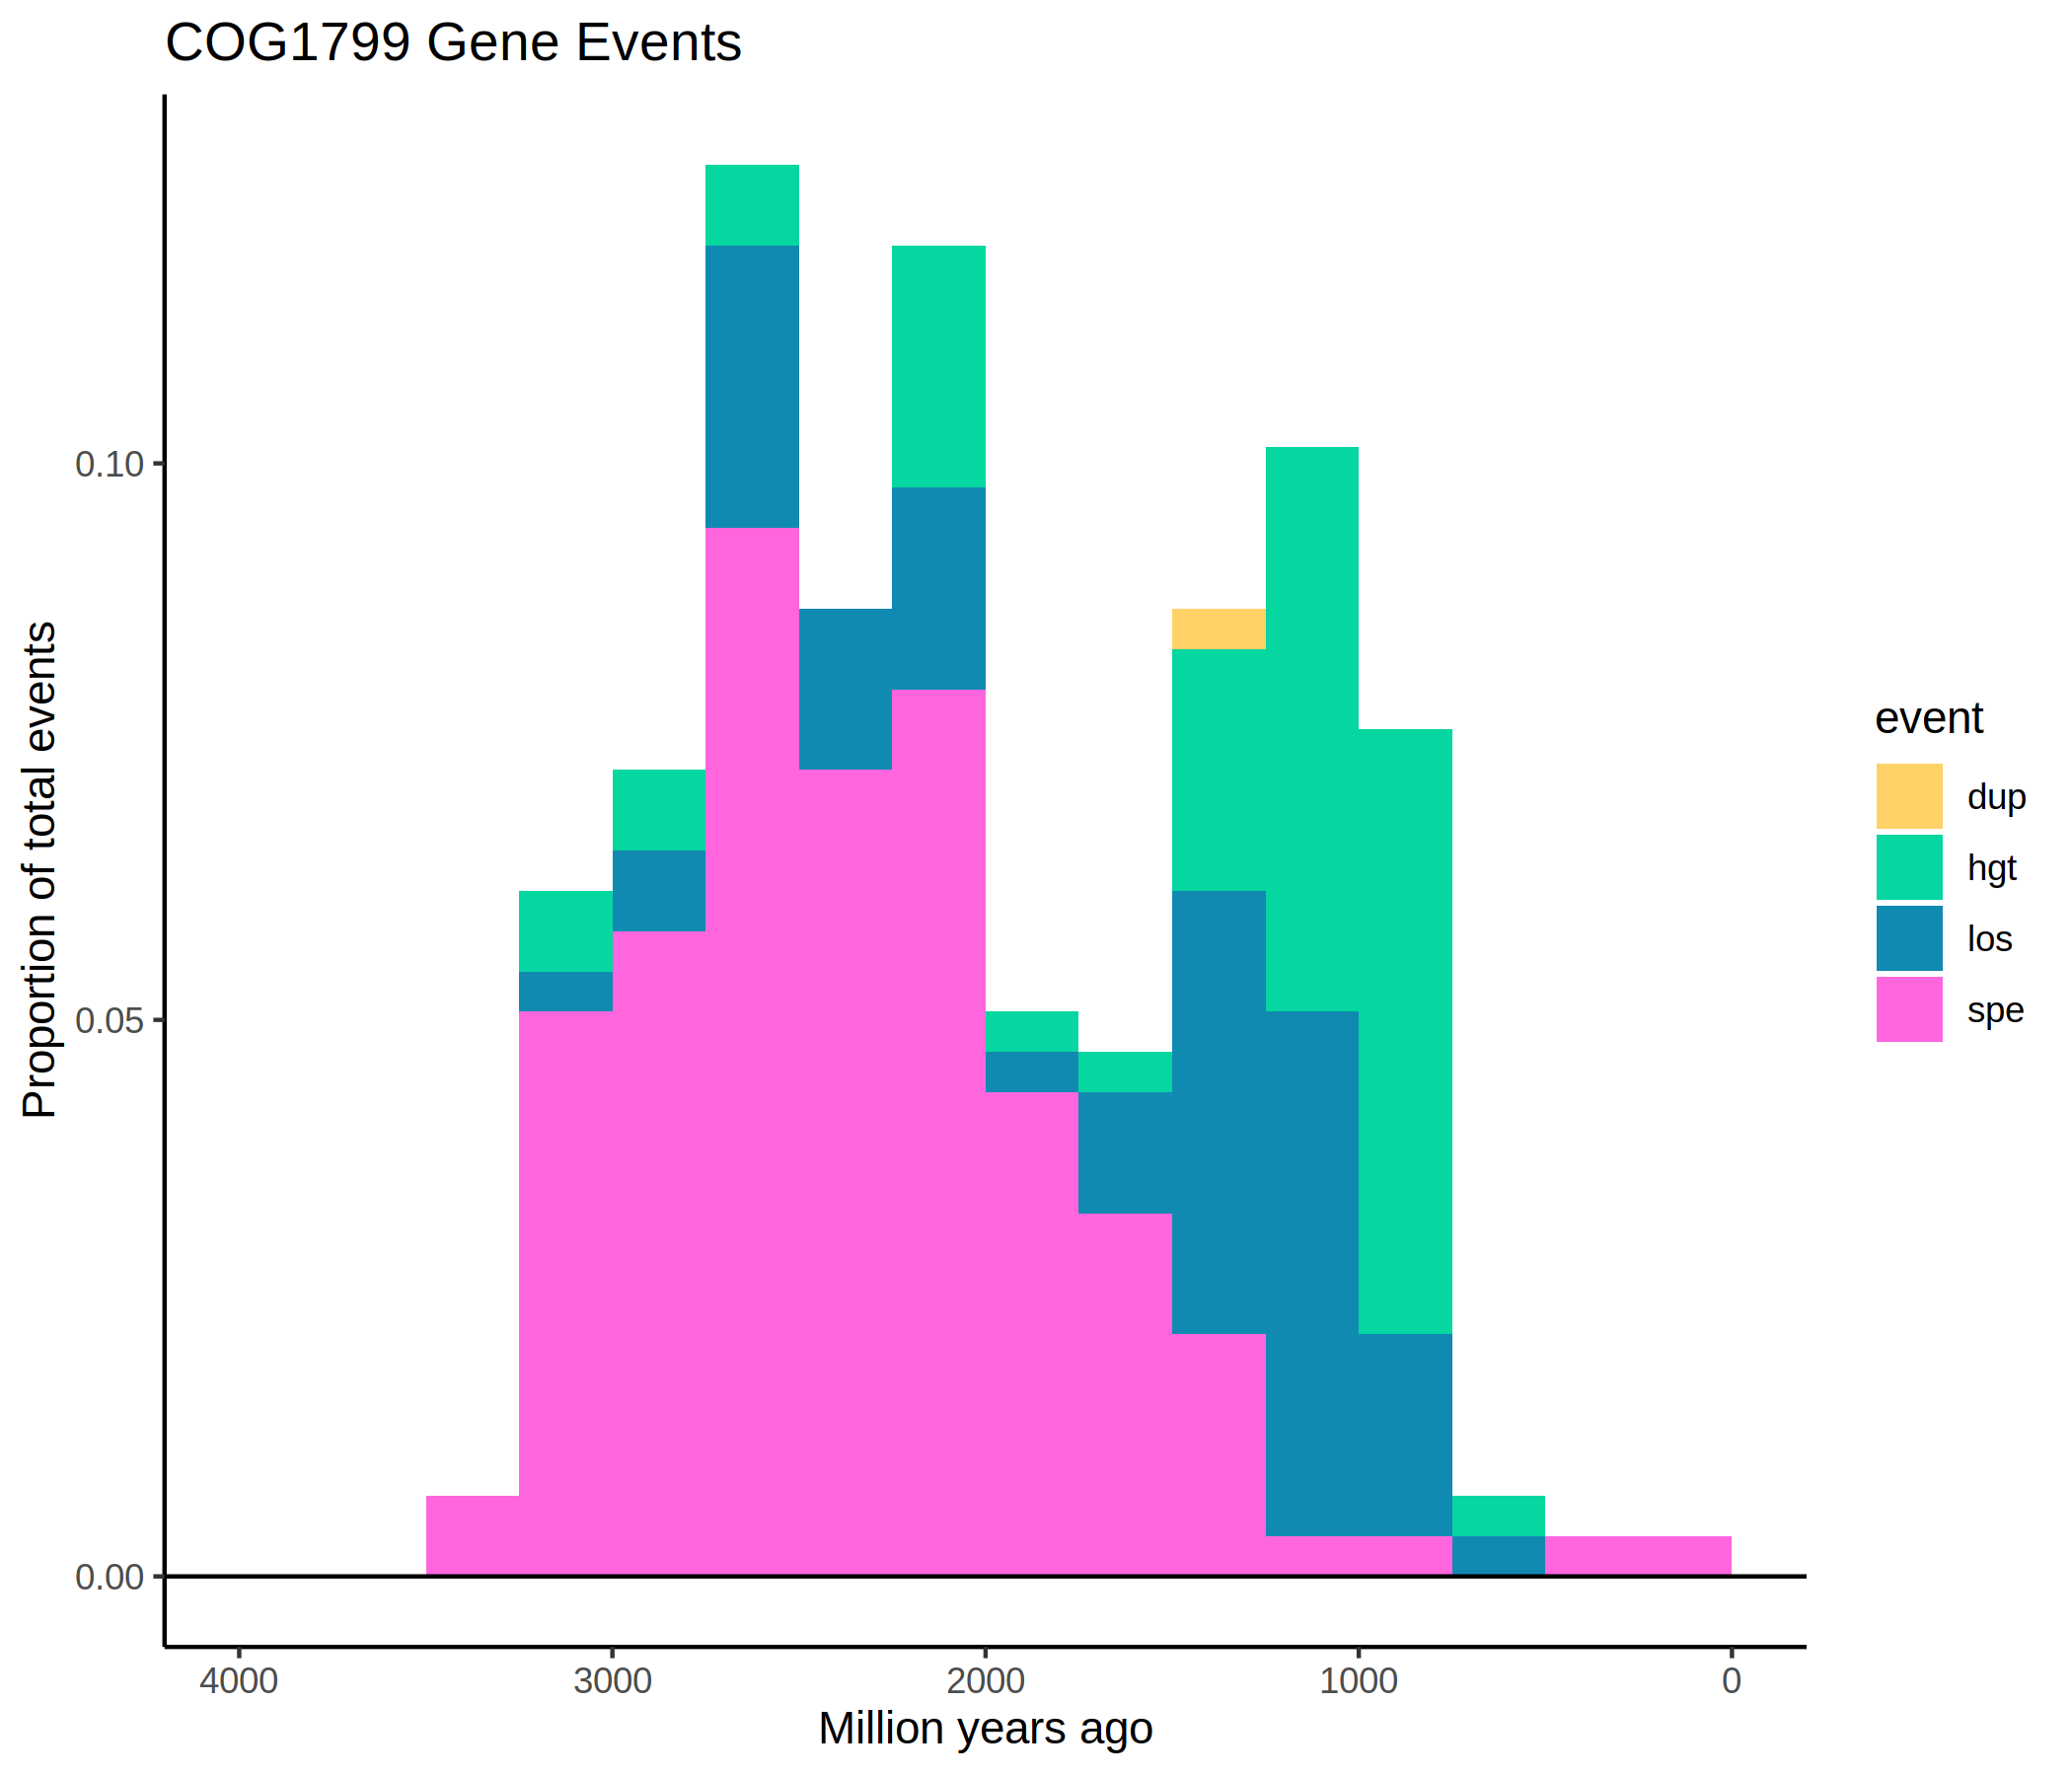 COG1799 Gene Events
Proportion of total events
0.10
0.05
0.00
4000 3000 2000 1000 0
Million years ago
event
dup
hgt
los
spe